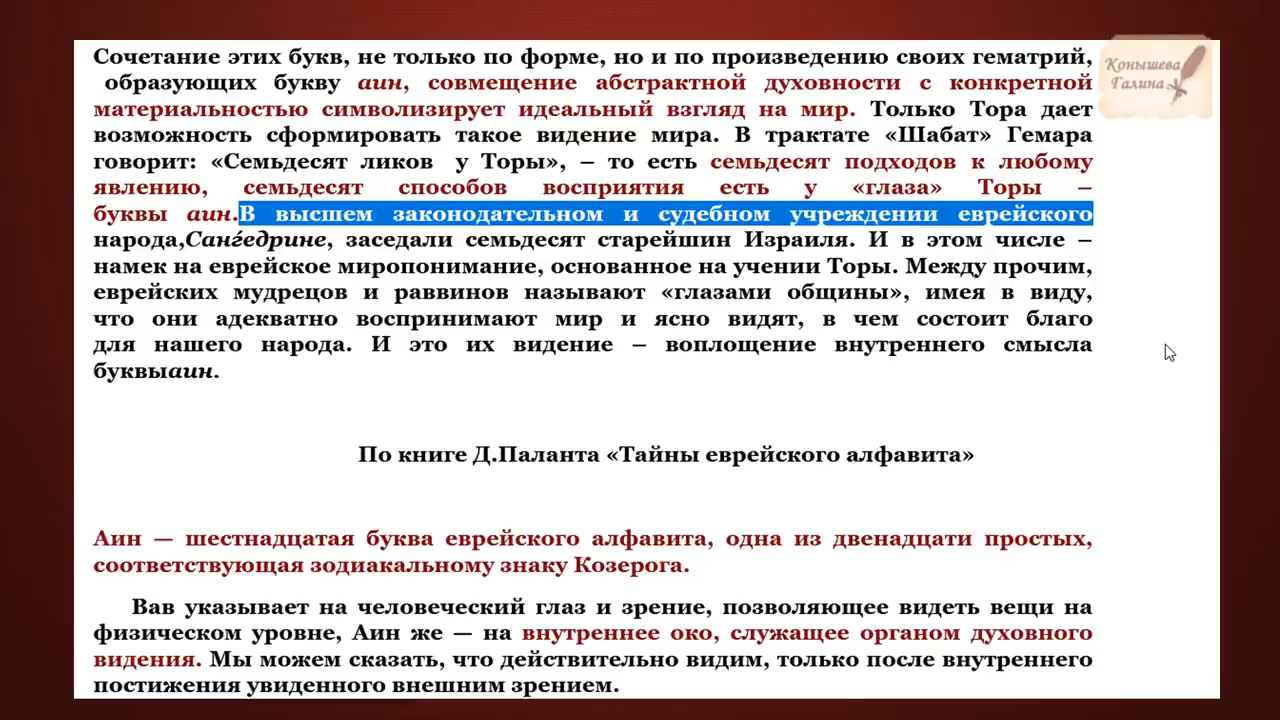 Сочетание этих букв, не только по форме, но и по произведению своих гематрий,
образующих букву аин, совмещение абстрактной духовности с конкретной
материальностью символизирует идеальный взгляд на мир. Только Тора дает
возможность сформировать такое видение мира. В трактате «Шабат» Гемара
говорит: «Семьдесят ликов у Торы», – то есть семьдесят подходов к любому
явлению, семьдесят способов восприятия есть у «глаза» Торы –
буквы аин.В высшем законодательном и судебном учреждении еврейского
народа,Сангѐедрине, заседали семьдесят старейшин Израиля. И в этом числе –
намек на еврейское миропонимание, основанное на учении Торы. Между прочим,
еврейских мудрецов и раввинов называют «глазами общины», имея в виду,
что они адекватно воспринимают мир и ясно видят, в чем состоит благо
для нашего народа. И это их видение – воплощение внутреннего смысла
буквыаин.
По книге Д.Паланта «Тайны еврейского алфавита»
Аин — шестнадцатая буква еврейского алфавита, одна из двенадцати простых,
соответствующая зодиакальному знаку Козерога.
Вав указывает на человеческий глаз и зрение, позволяющее видеть вещи на
физическом уровне, Аин же — на внутреннее око, служащее органом духовного
видения. Мы можем сказать, что действительно видим, только после внутреннего
постижения увиденного внешним зрением.
Конышева
Галина